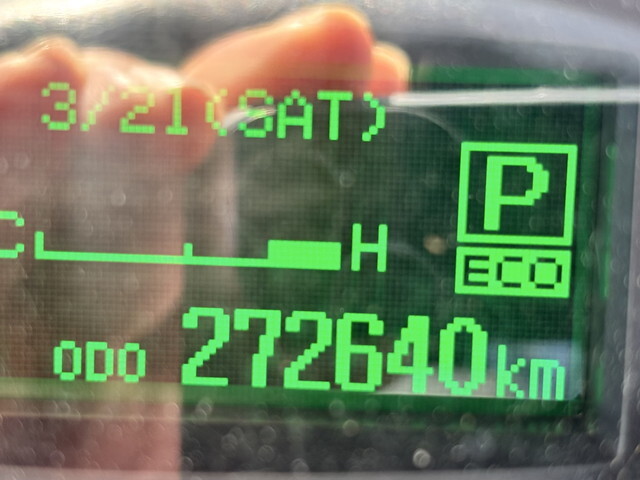 3/21(SAT)
P
C H
ECO
ODO 272640km